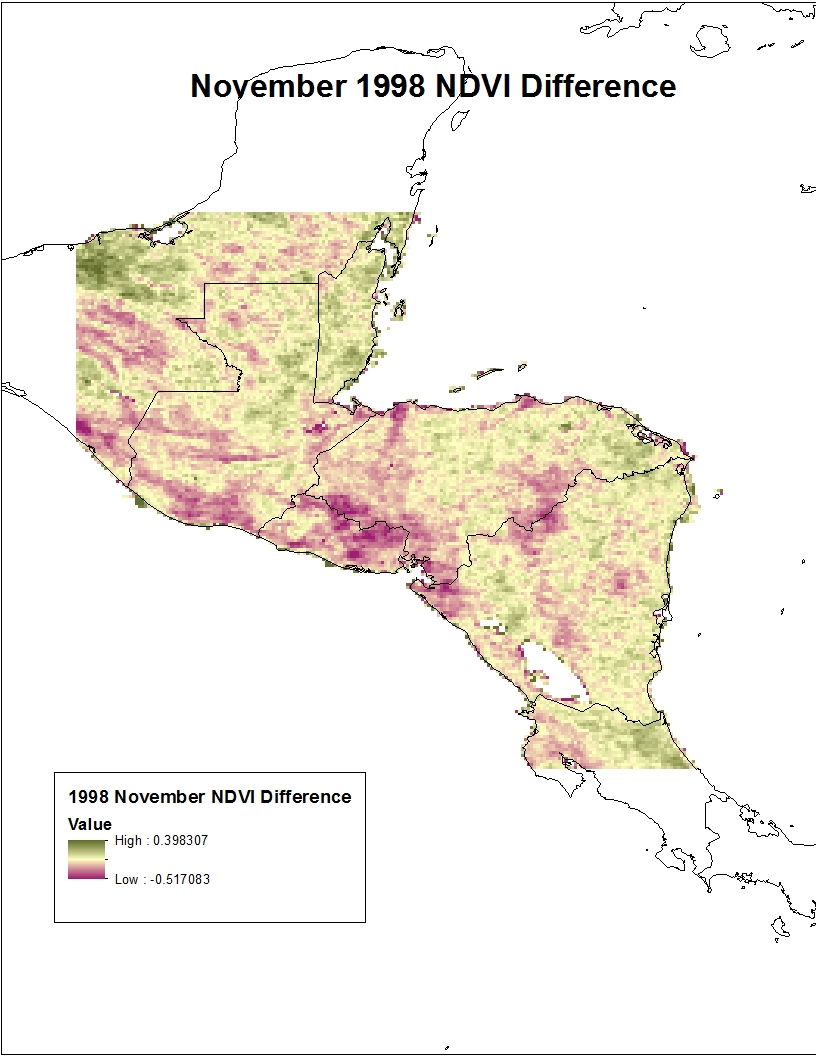 November 1998 NDVI Difference
1998 November NDVI Difference
Value
High : 0.398307
Low : -0.517083